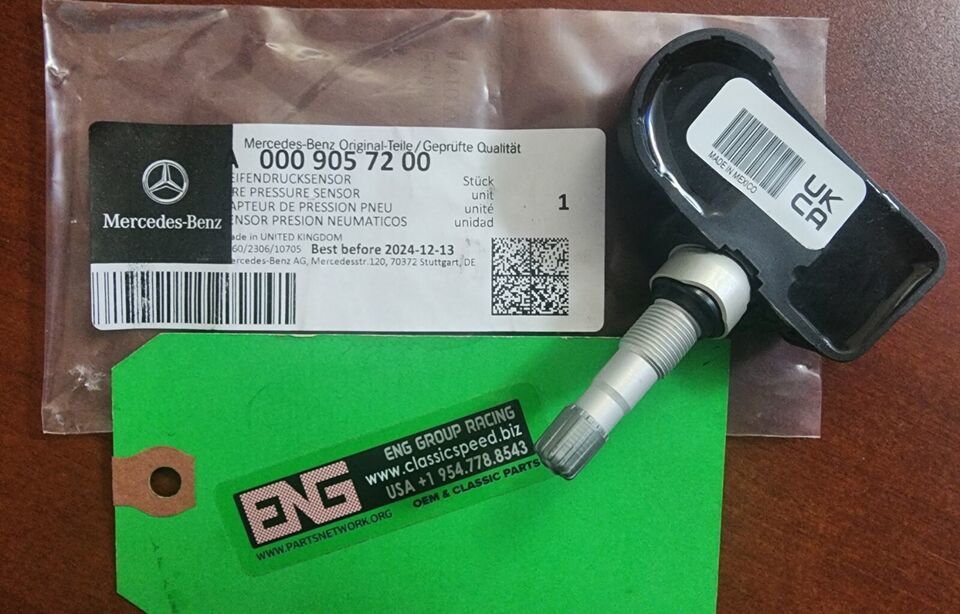 Mercedes-Benz Original-Teile/Geprüfte Qualität
A 000 905 72 00
EIFENDRUCKSENSOR
RE PRESSURE SENSOR
APTEUR DE PRESSION PNEU
ENSOR PRESION NEUMATICOS
Stück
unit
unité
unidad
1
Mercedes-Benz
ade in UNITED KINGDOM
60/2306/10705 Best before 2024-12-13
ercedes-Benz AG, Mercedesstr.120, 70372 Stuttgart, DE
MADE IN MEXICO
UK
CA
ENG
ENG GROUP RACING
www.classicspeed.biz
USA +1 954.778.8543
OEM & CLASSIC PARTS
WWW.PARTSNETWORK.ORG